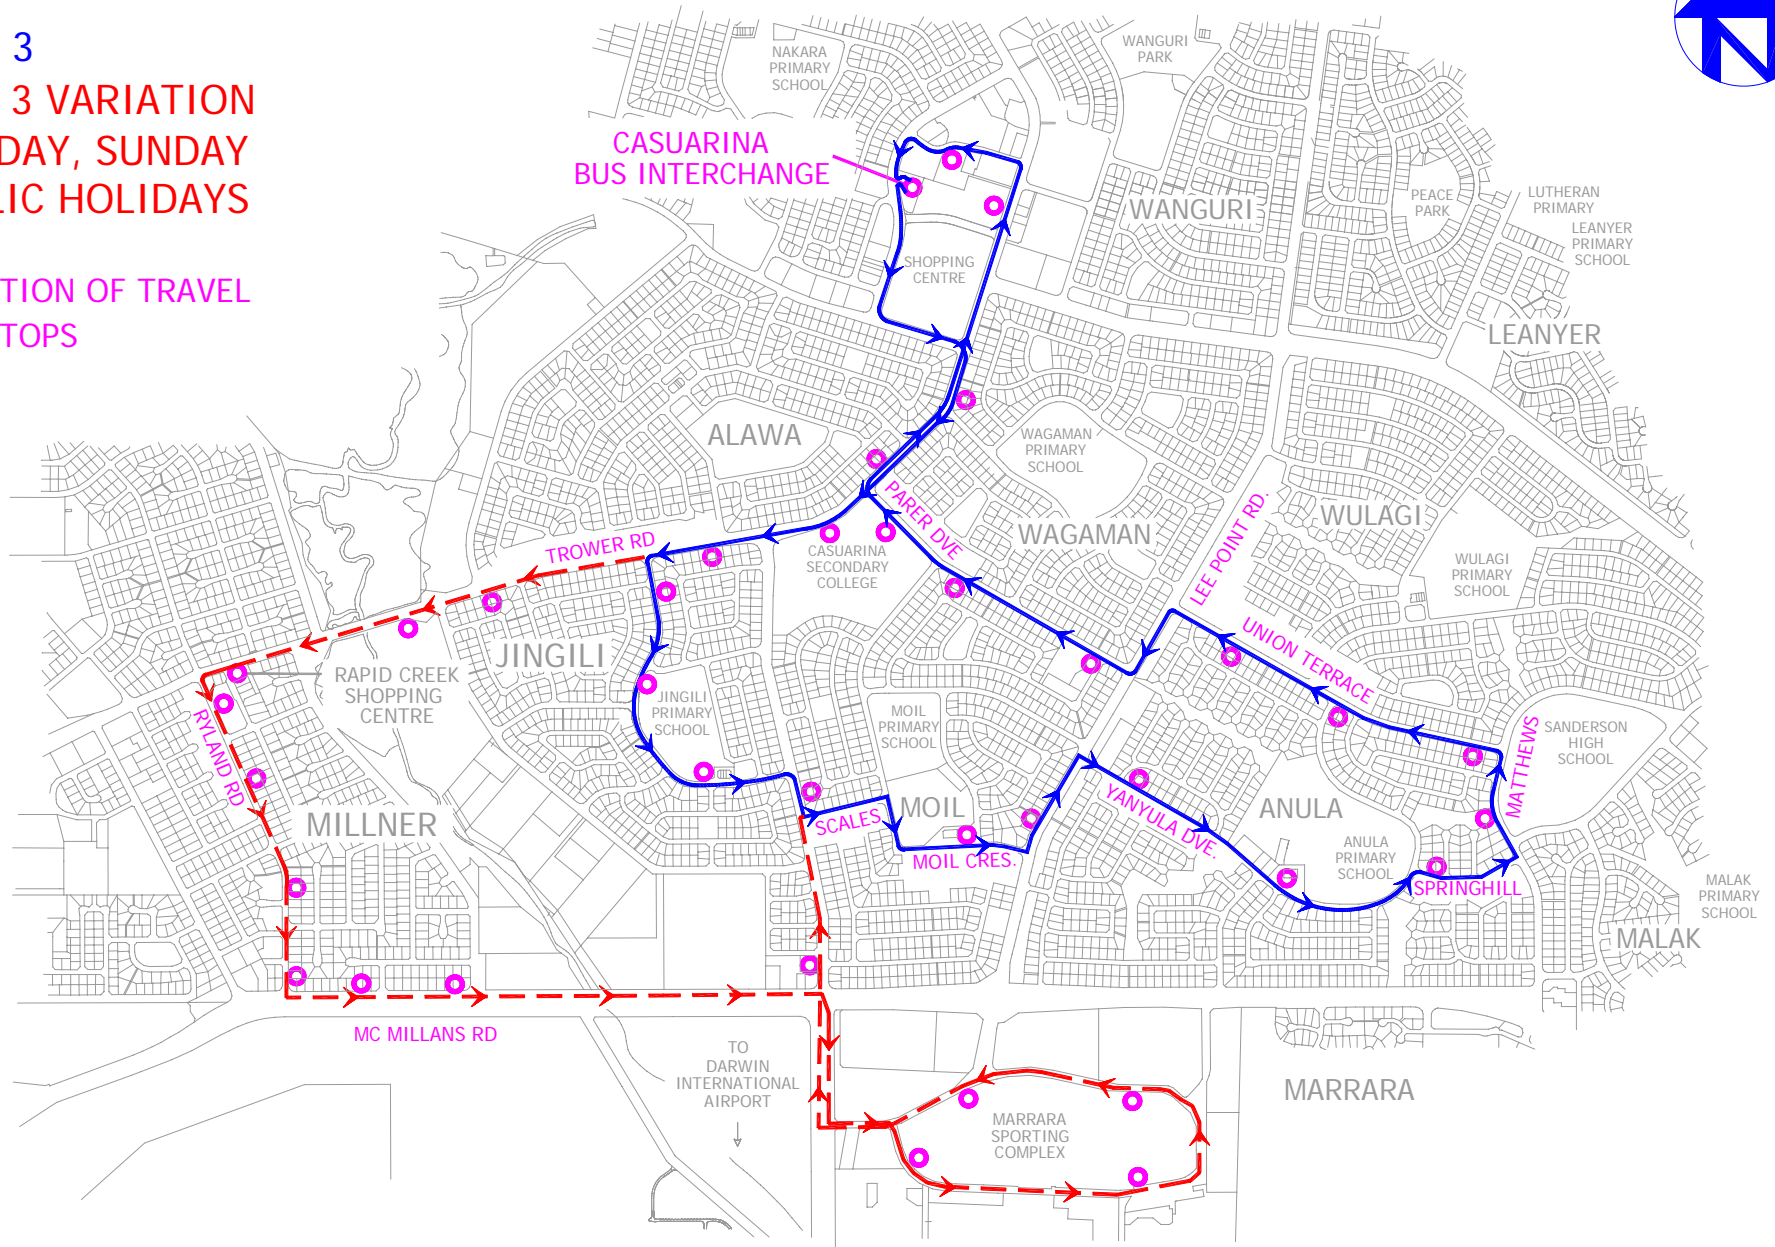 3
3 VARIATION
DAY, SUNDAY
LIC HOLIDAYS
TION OF TRAVEL
TOPS
N
NAKARA
PRIMARY
SCHOOL
WANGURI
PARK
CASUARINA
BUS INTERCHANGE
WANGURI
PEACE
PARK
LUTHERAN
PRIMARY
LEANYER
PRIMARY
SCHOOL
SHOPPING
CENTRE
LEANYER
ALAWA
WAGAMAN
PRIMARY
SCHOOL
PARER DVE
WAGAMAN
LEE POINT RD.
WULAGI
WULAGI
PRIMARY
SCHOOL
TROWER RD
CASUARINA
SECONDARY
COLLEGE
JINGILI
RAPID CREEK
SHOPPING
CENTRE
JINGILI
PRIMARY
SCHOOL
MOIL
PRIMARY
SCHOOL
UNION TERRACE
MATTHEWS
SANDERSON
HIGH
SCHOOL
RYLAND RD
MILLNER
SCALES
MOIL
MOIL CRES.
YANYULA DVE.
ANULA
ANULA
PRIMARY
SCHOOL
SPRINGHILL
MALAK
PRIMARY
SCHOOL
MALAK
MC MILLANS RD
TO
DARWIN
INTERNATIONAL
AIRPORT
MARRARA
SPORTING
COMPLEX
MARRARA